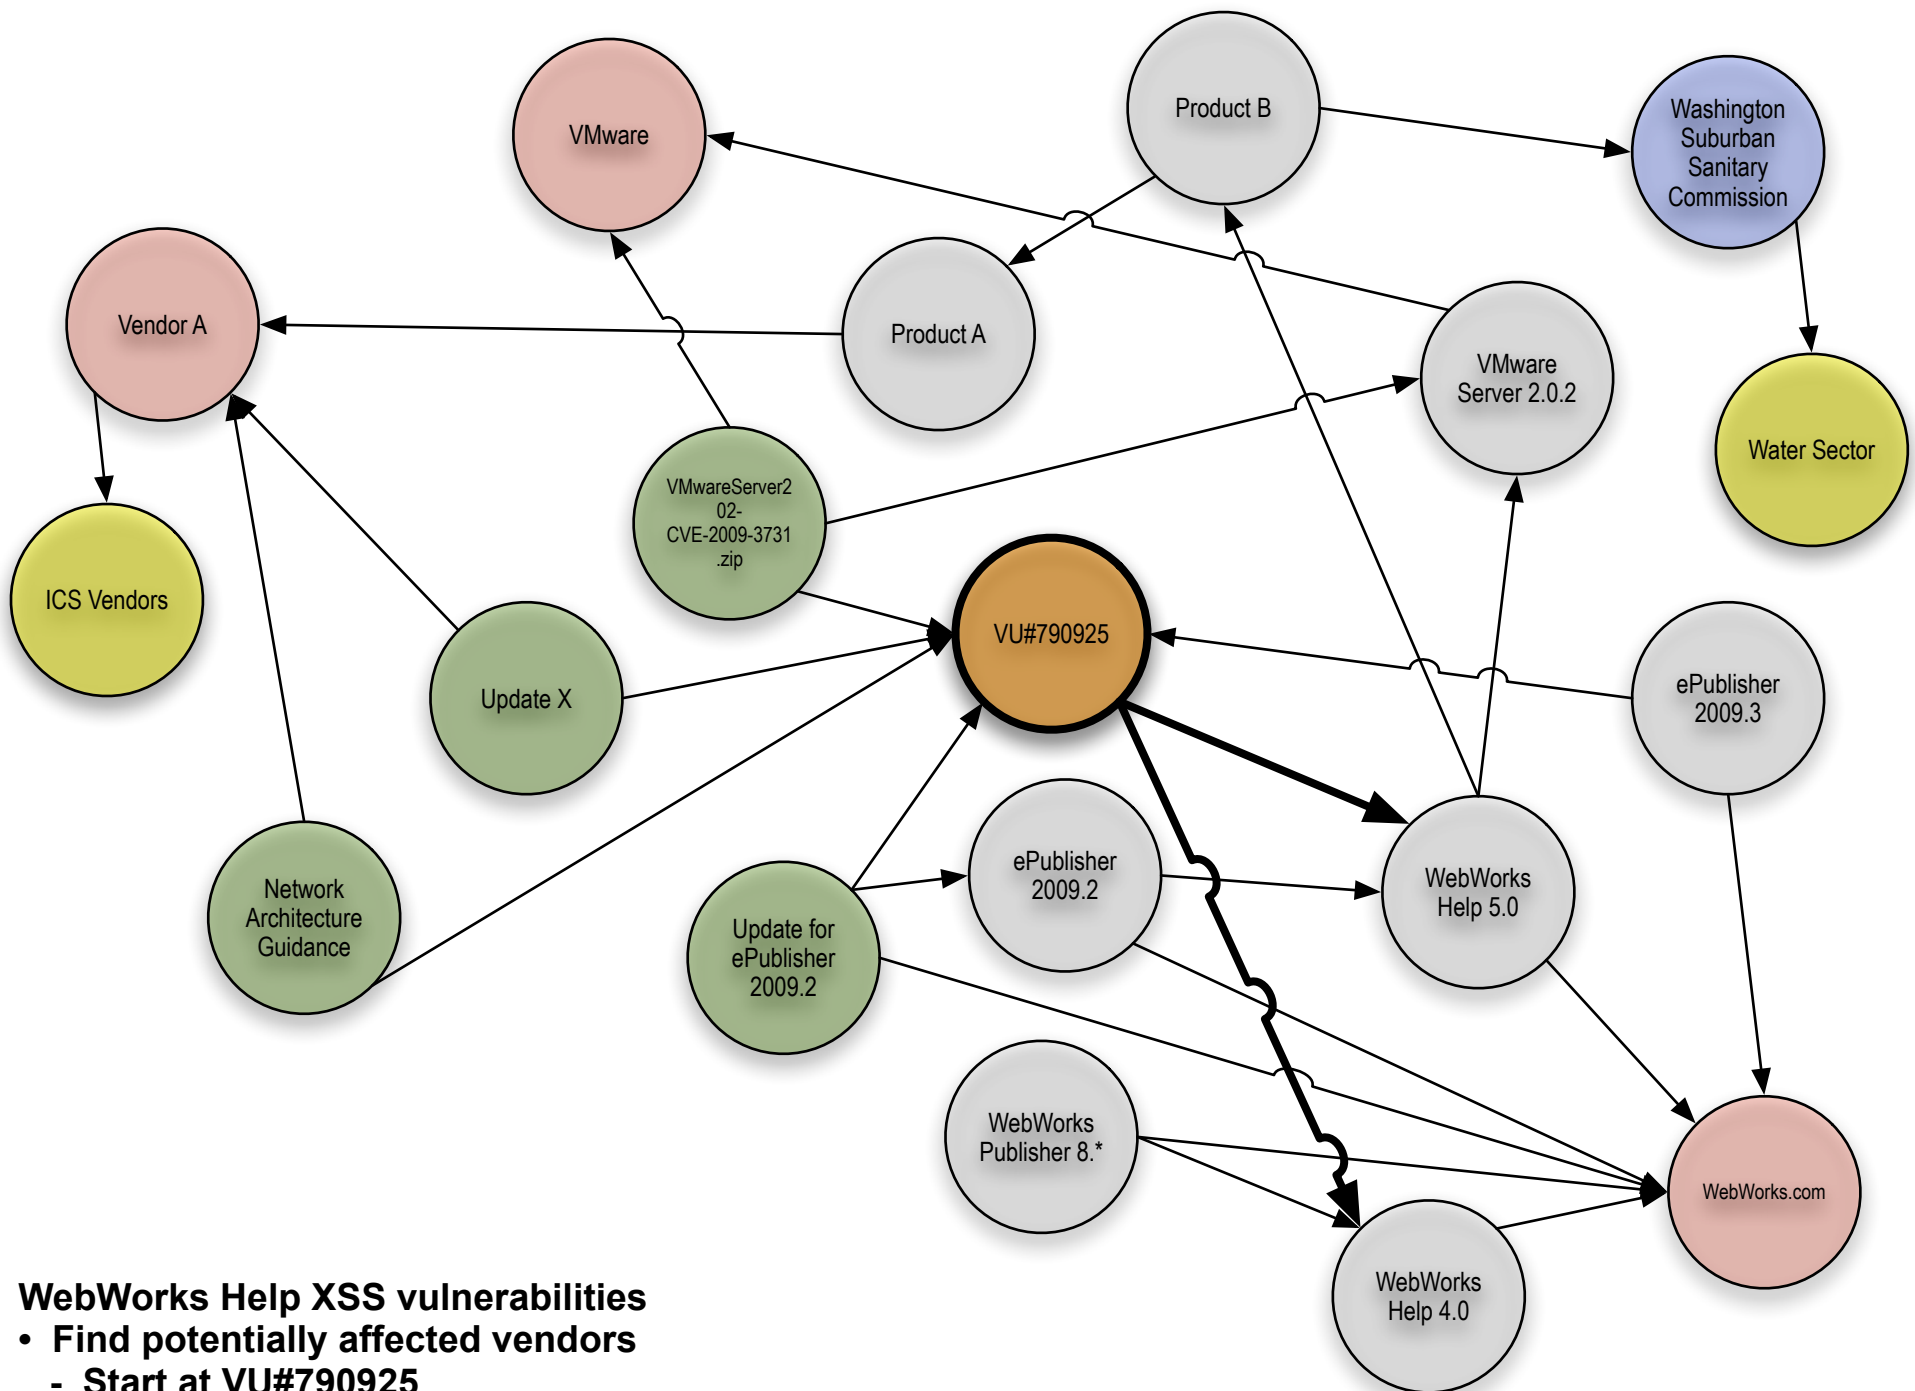 Product B
Washington
Suburban
Sanitary
Commission
VMware
Vendor A
Product A
VMware
Server 2.0.2
Water Sector
VMwareServer2
02-
CVE-2009-3731
.zip
ICS Vendors
VU#790925
Update X
ePublisher
2009.3
ePublisher
2009.2
WebWorks
Help 5.0
Network
Architecture
Guidance
Update for
ePublisher
2009.2
WebWorks
Publisher 8.*
WebWorks.com
WebWorks
Help 4.0
WebWorks Help XSS vulnerabilities
• Find potentially affected vendors
- Start at VU#790925